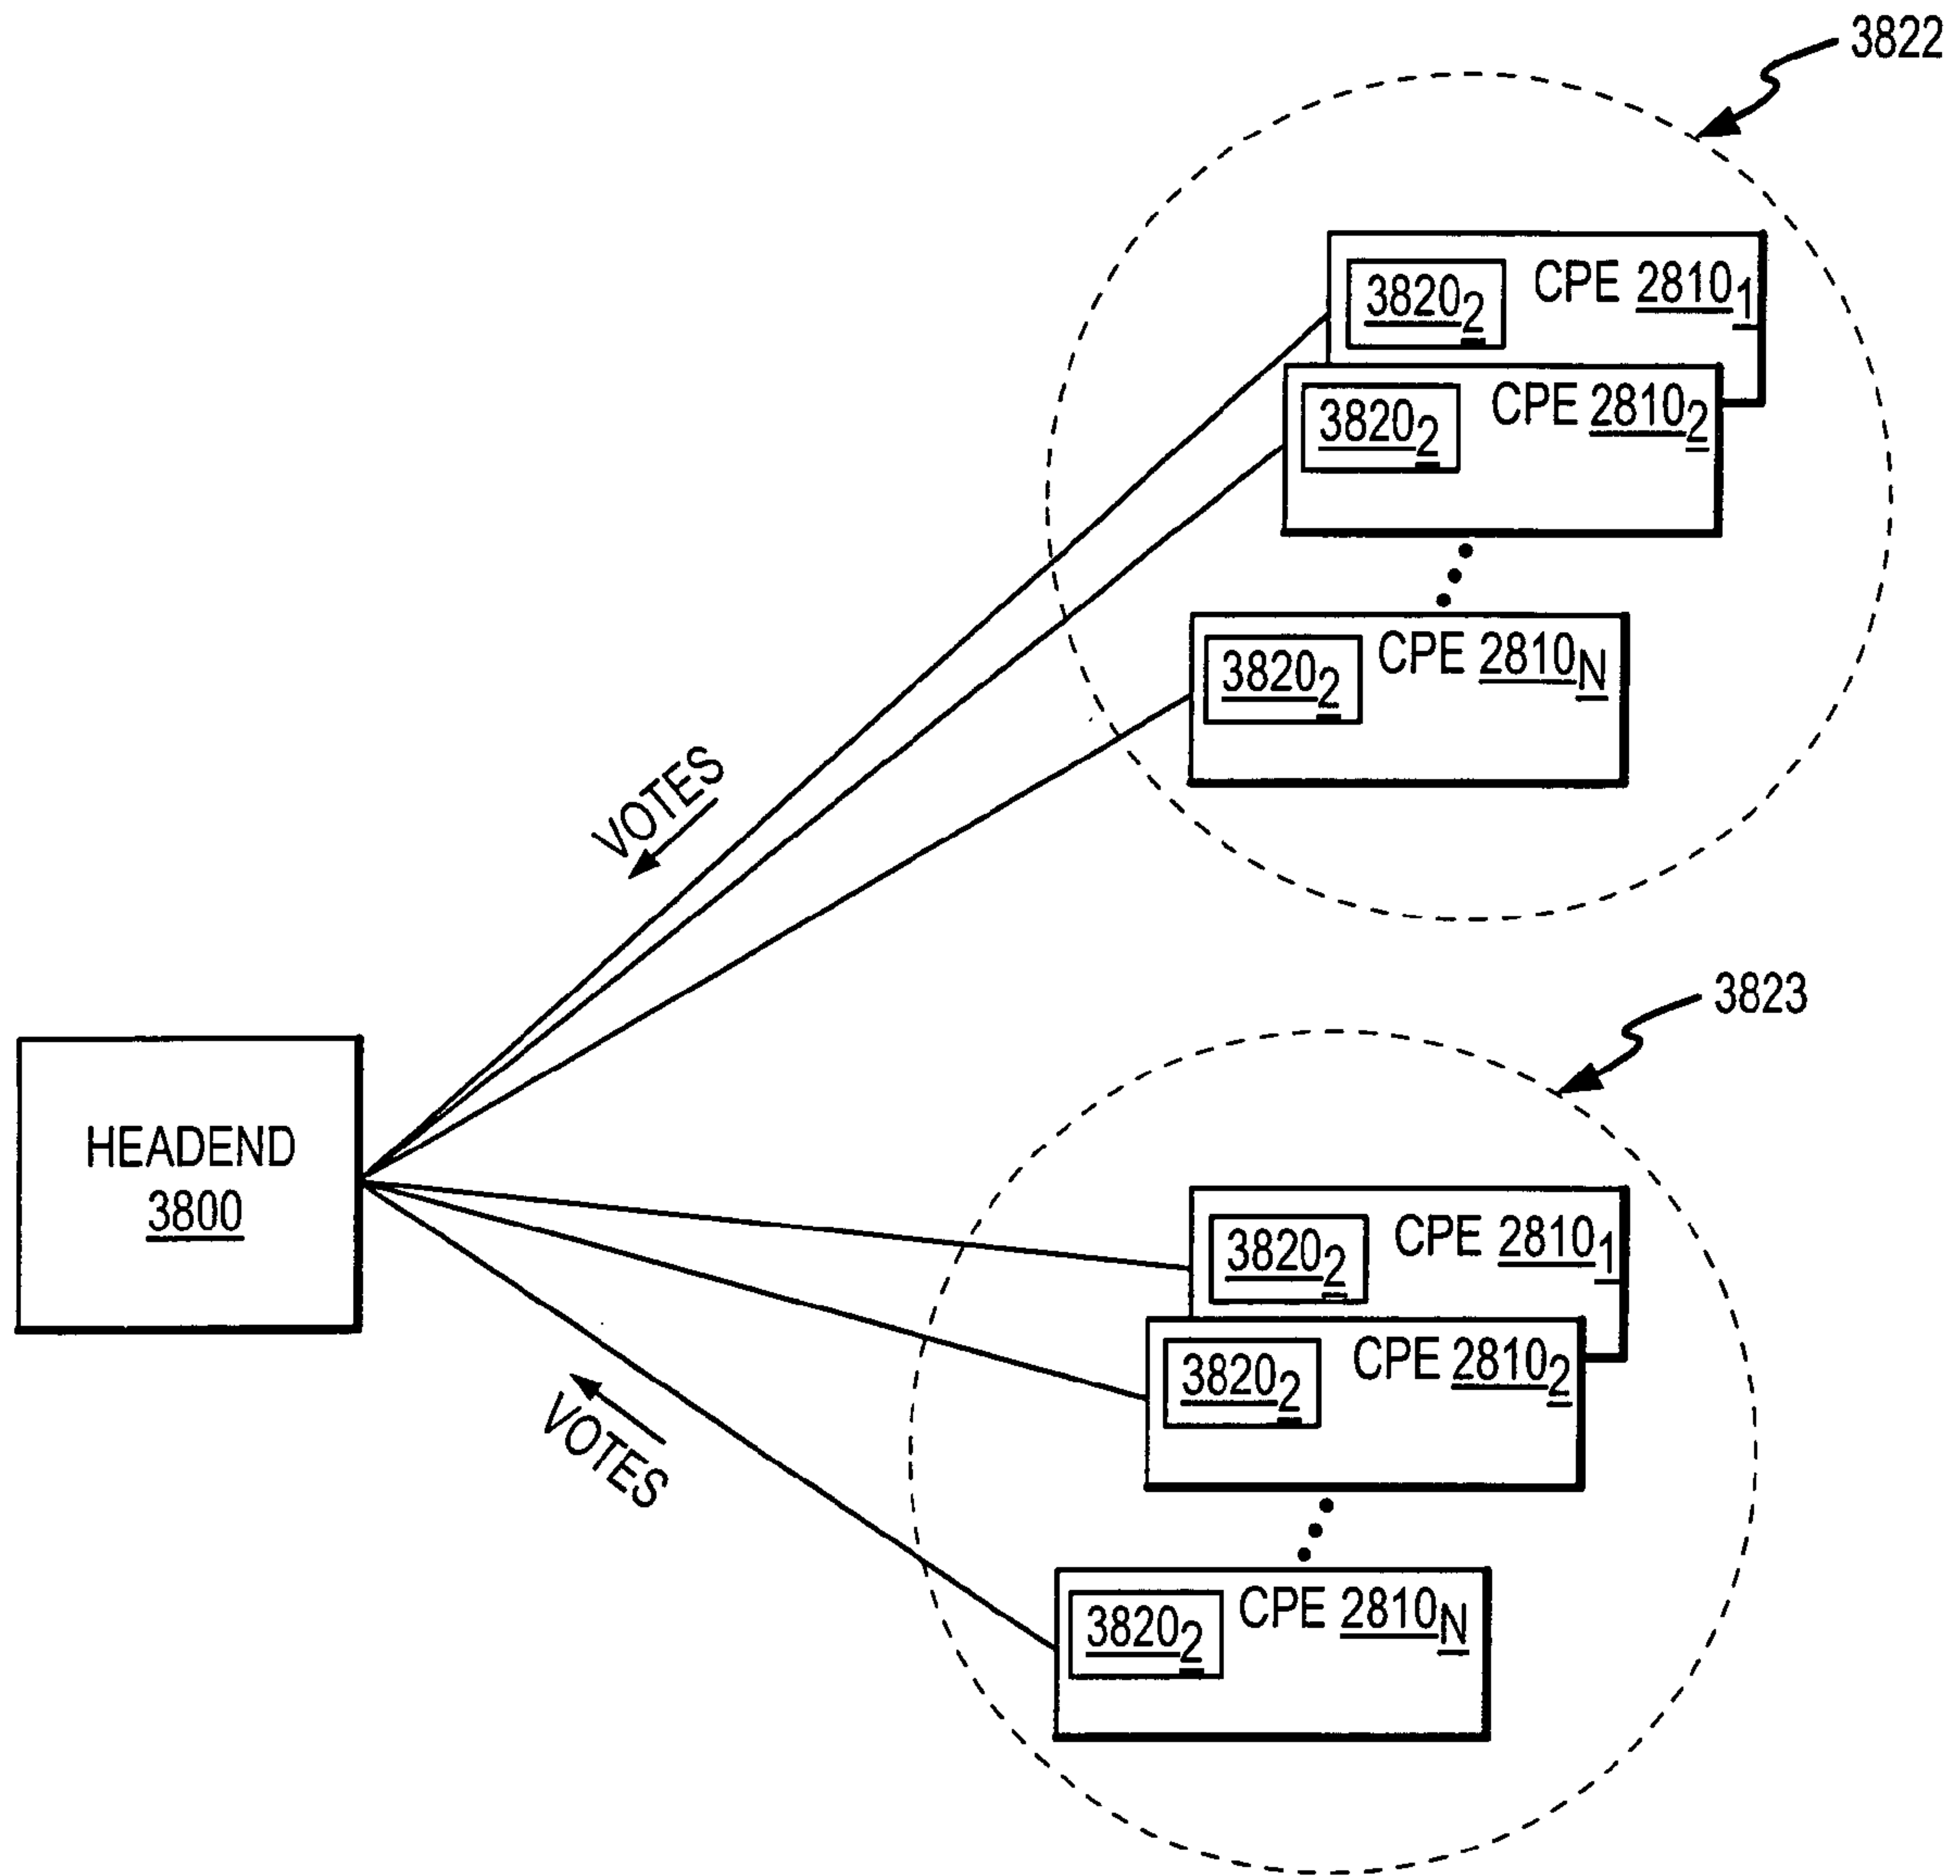 3822
3820₂ CPE 2810₁
3820₂ CPE 2810₂
3820₂ CPE 2810N
VOTES
3823
HEADEND
3800
3820₂ CPE 2810₁
3820₂ CPE 2810₂
VOTES
3820₂ CPE 2810N